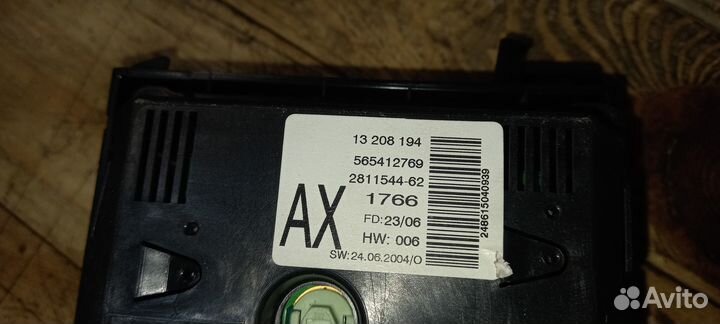 13 208 194
565412769
2811544-62
1766
AX
FD:23/06
HW: 006
SW:24.06.2004/O
248615040939
Avito